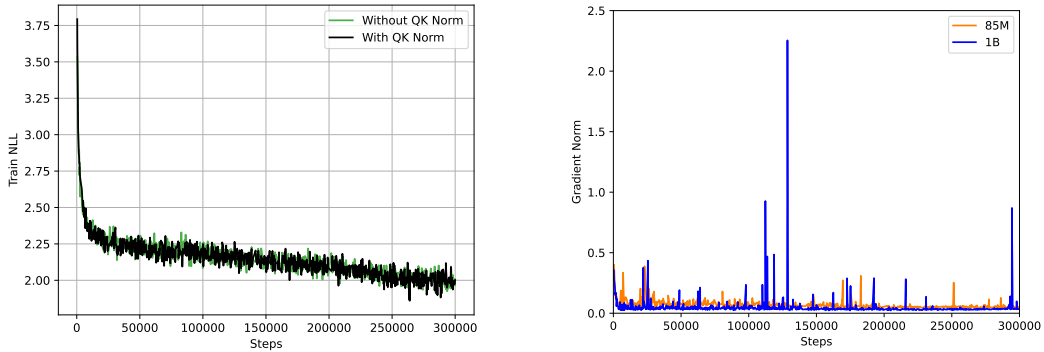 3.75
3.50
3.25
3.00
2.75
2.50
2.25
2.00
Train NLL
0 50000 100000 150000 200000 250000 300000
Steps
Without QK Norm
With QK Norm
2.5
2.0
1.5
1.0
0.5
0.0
Gradient Norm
0 50000 100000 150000 200000 250000 300000
Steps
85M
1B